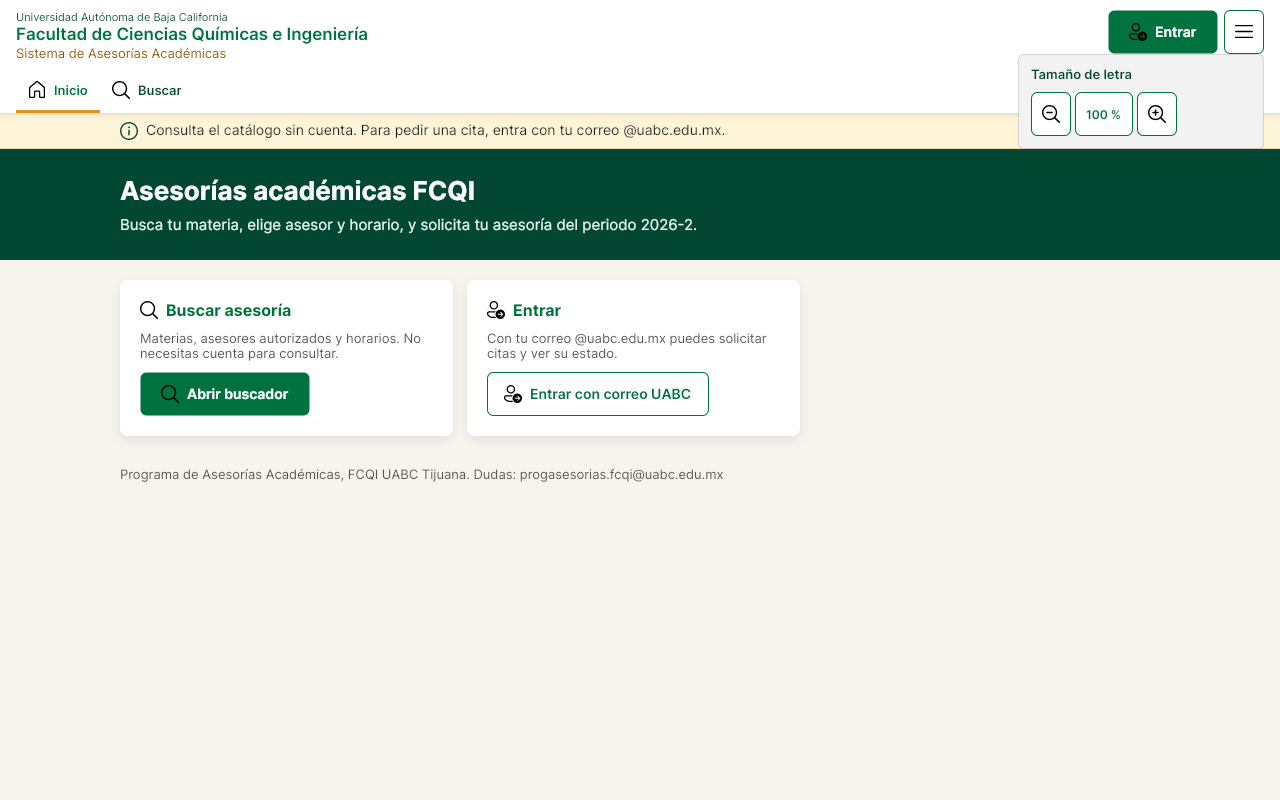 Universidad Autónoma de Baja California
Facultad de Ciencias Químicas e Ingeniería
Sistema de Asesorías Académicas
Entrar
Tamaño de letra
100 %
Inicio
Buscar
Consulta el catálogo sin cuenta. Para pedir una cita, entra con tu correo @uabc.edu.mx.
Asesorías académicas FCQI
Busca tu materia, elige asesor y horario, y solicita tu asesoría del periodo 2026-2.
Buscar asesoría
Materias, asesores autorizados y horarios. No
necesitas cuenta para consultar.
Abrir buscador
Entrar
Con tu correo @uabc.edu.mx puedes solicitar
citas y ver su estado.
Entrar con correo UABC
Programa de Asesorías Académicas, FCQI UABC Tijuana. Dudas: progasesorias.fcqi@uabc.edu.mx